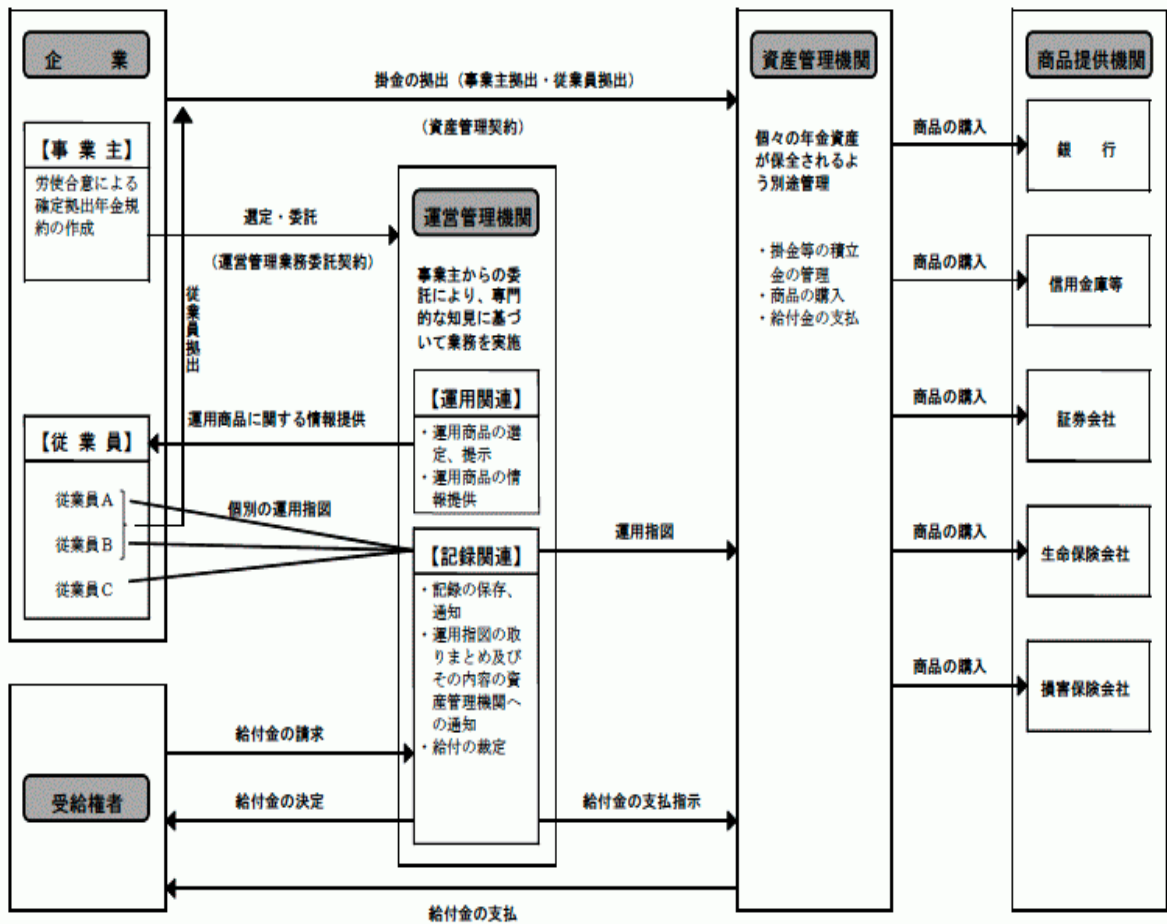 企　業
【事 業 主】
労使合意による
確定拠出年金規
約の作成
従業員拠出
【従 業 員】
従業員A
従業員B
従業員C
受給権者
掛金の拠出（事業主拠出・従業員拠出）
（資産管理契約）
選定・委託
（運営管理業務委託契約）
運用商品に関する情報提供
個別の運用指図
給付金の請求
給付金の決定
給付金の支払
運営管理機関
事業主からの委
託により、専門
的な知見に基づ
いて業務を実施
【運用関連】
・運用商品の選
定、提示
・運用商品の情
報提供
【記録関連】
・記録の保存、
通知
・運用指図の取
りまとめ及び
その内容の資
産管理機関へ
の通知
・給付の裁定
運用指図
給付金の支払指示
資産管理機関
個々の年金資産
が保全されるよ
う別途管理
・掛金等の積立
金の管理
・商品の購入
・給付金の支払
商品の購入
商品の購入
商品の購入
商品の購入
商品の購入
商品提供機関
銀　行
信用金庫等
証券会社
生命保険会社
損害保険会社